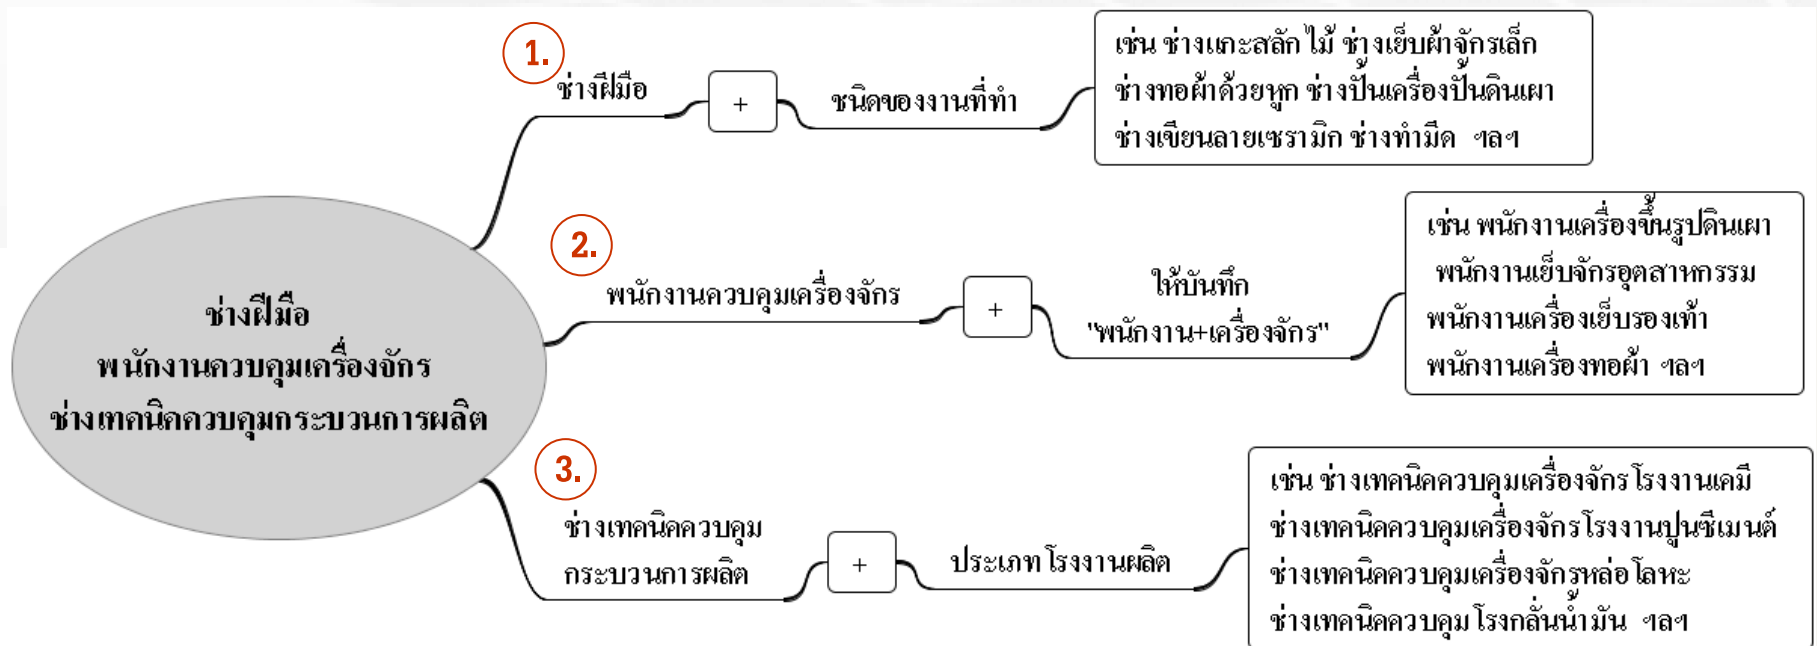 ช่างฝีมือ
พนักงานควบคุมเครื่องจักร
ช่างเทคนิคควบคุมกระบวนการผลิต
1.
ช่างฝีมือ
+
ชนิดของงานที่ทำ
เช่น ช่างแกะสลักไม้ ช่างเย็บผ้าจักรเล็ก
ช่างทอผ้าด้วยหูก ช่างปั้นเครื่องปั้นดินเผา
ช่างเขียนลายเซรามิก ช่างทำมีด ฯลฯ
2.
พนักงานควบคุมเครื่องจักร
+
ให้บันทึก
"พนักงาน+เครื่องจักร"
เช่น พนักงานเครื่องขึ้นรูปดินเผา
พนักงานเย็บจักรอุตสาหกรรม
พนักงานเครื่องเย็บรองเท้า
พนักงานเครื่องทอผ้า ฯลฯ
3.
ช่างเทคนิคควบคุม
กระบวนการผลิต
+
ประเภทโรงงานผลิต
เช่น ช่างเทคนิคควบคุมเครื่องจักรโรงงานเคมี
ช่างเทคนิคควบคุมเครื่องจักรโรงงานปูนซีเมนต์
ช่างเทคนิคควบคุมเครื่องจักรหล่อโลหะ
ช่างเทคนิคควบคุมโรงกลั่นน้ำมัน ฯลฯ